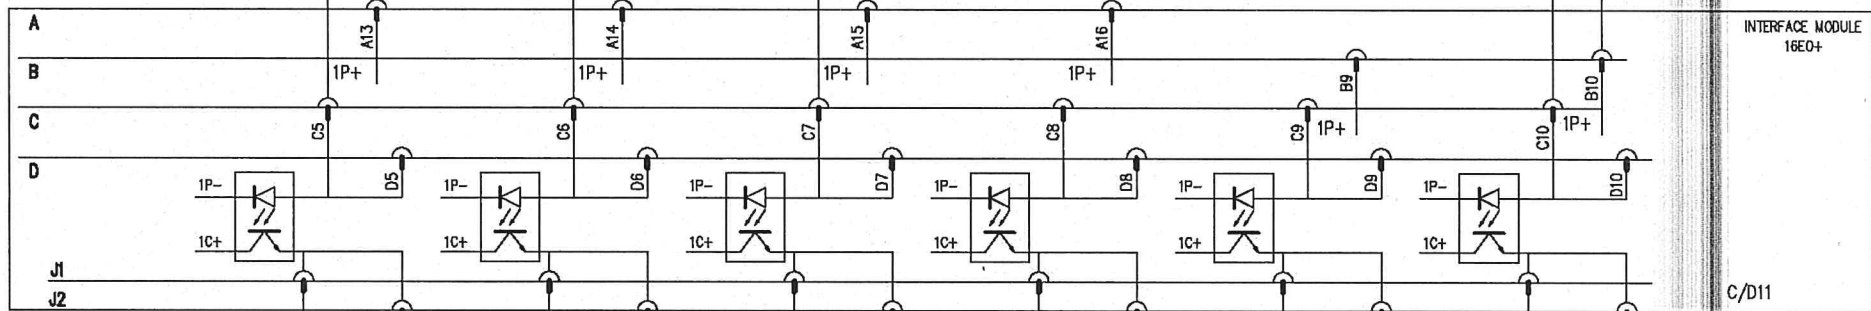 A
A13
A14
A15
A16
INTERFACE MODULE
16E0+
B
1P+
1P+
1P+
1P+
B9
B10
C
C5
C6
C7
C8
C9
1P+
C10
1P+
D
D5
D6
D7
D8
D9
D10
1P-
1P-
1P-
1P-
1P-
1P-
1C+
1C+
1C+
1C+
1C+
1C+
J1
J2
C/D11